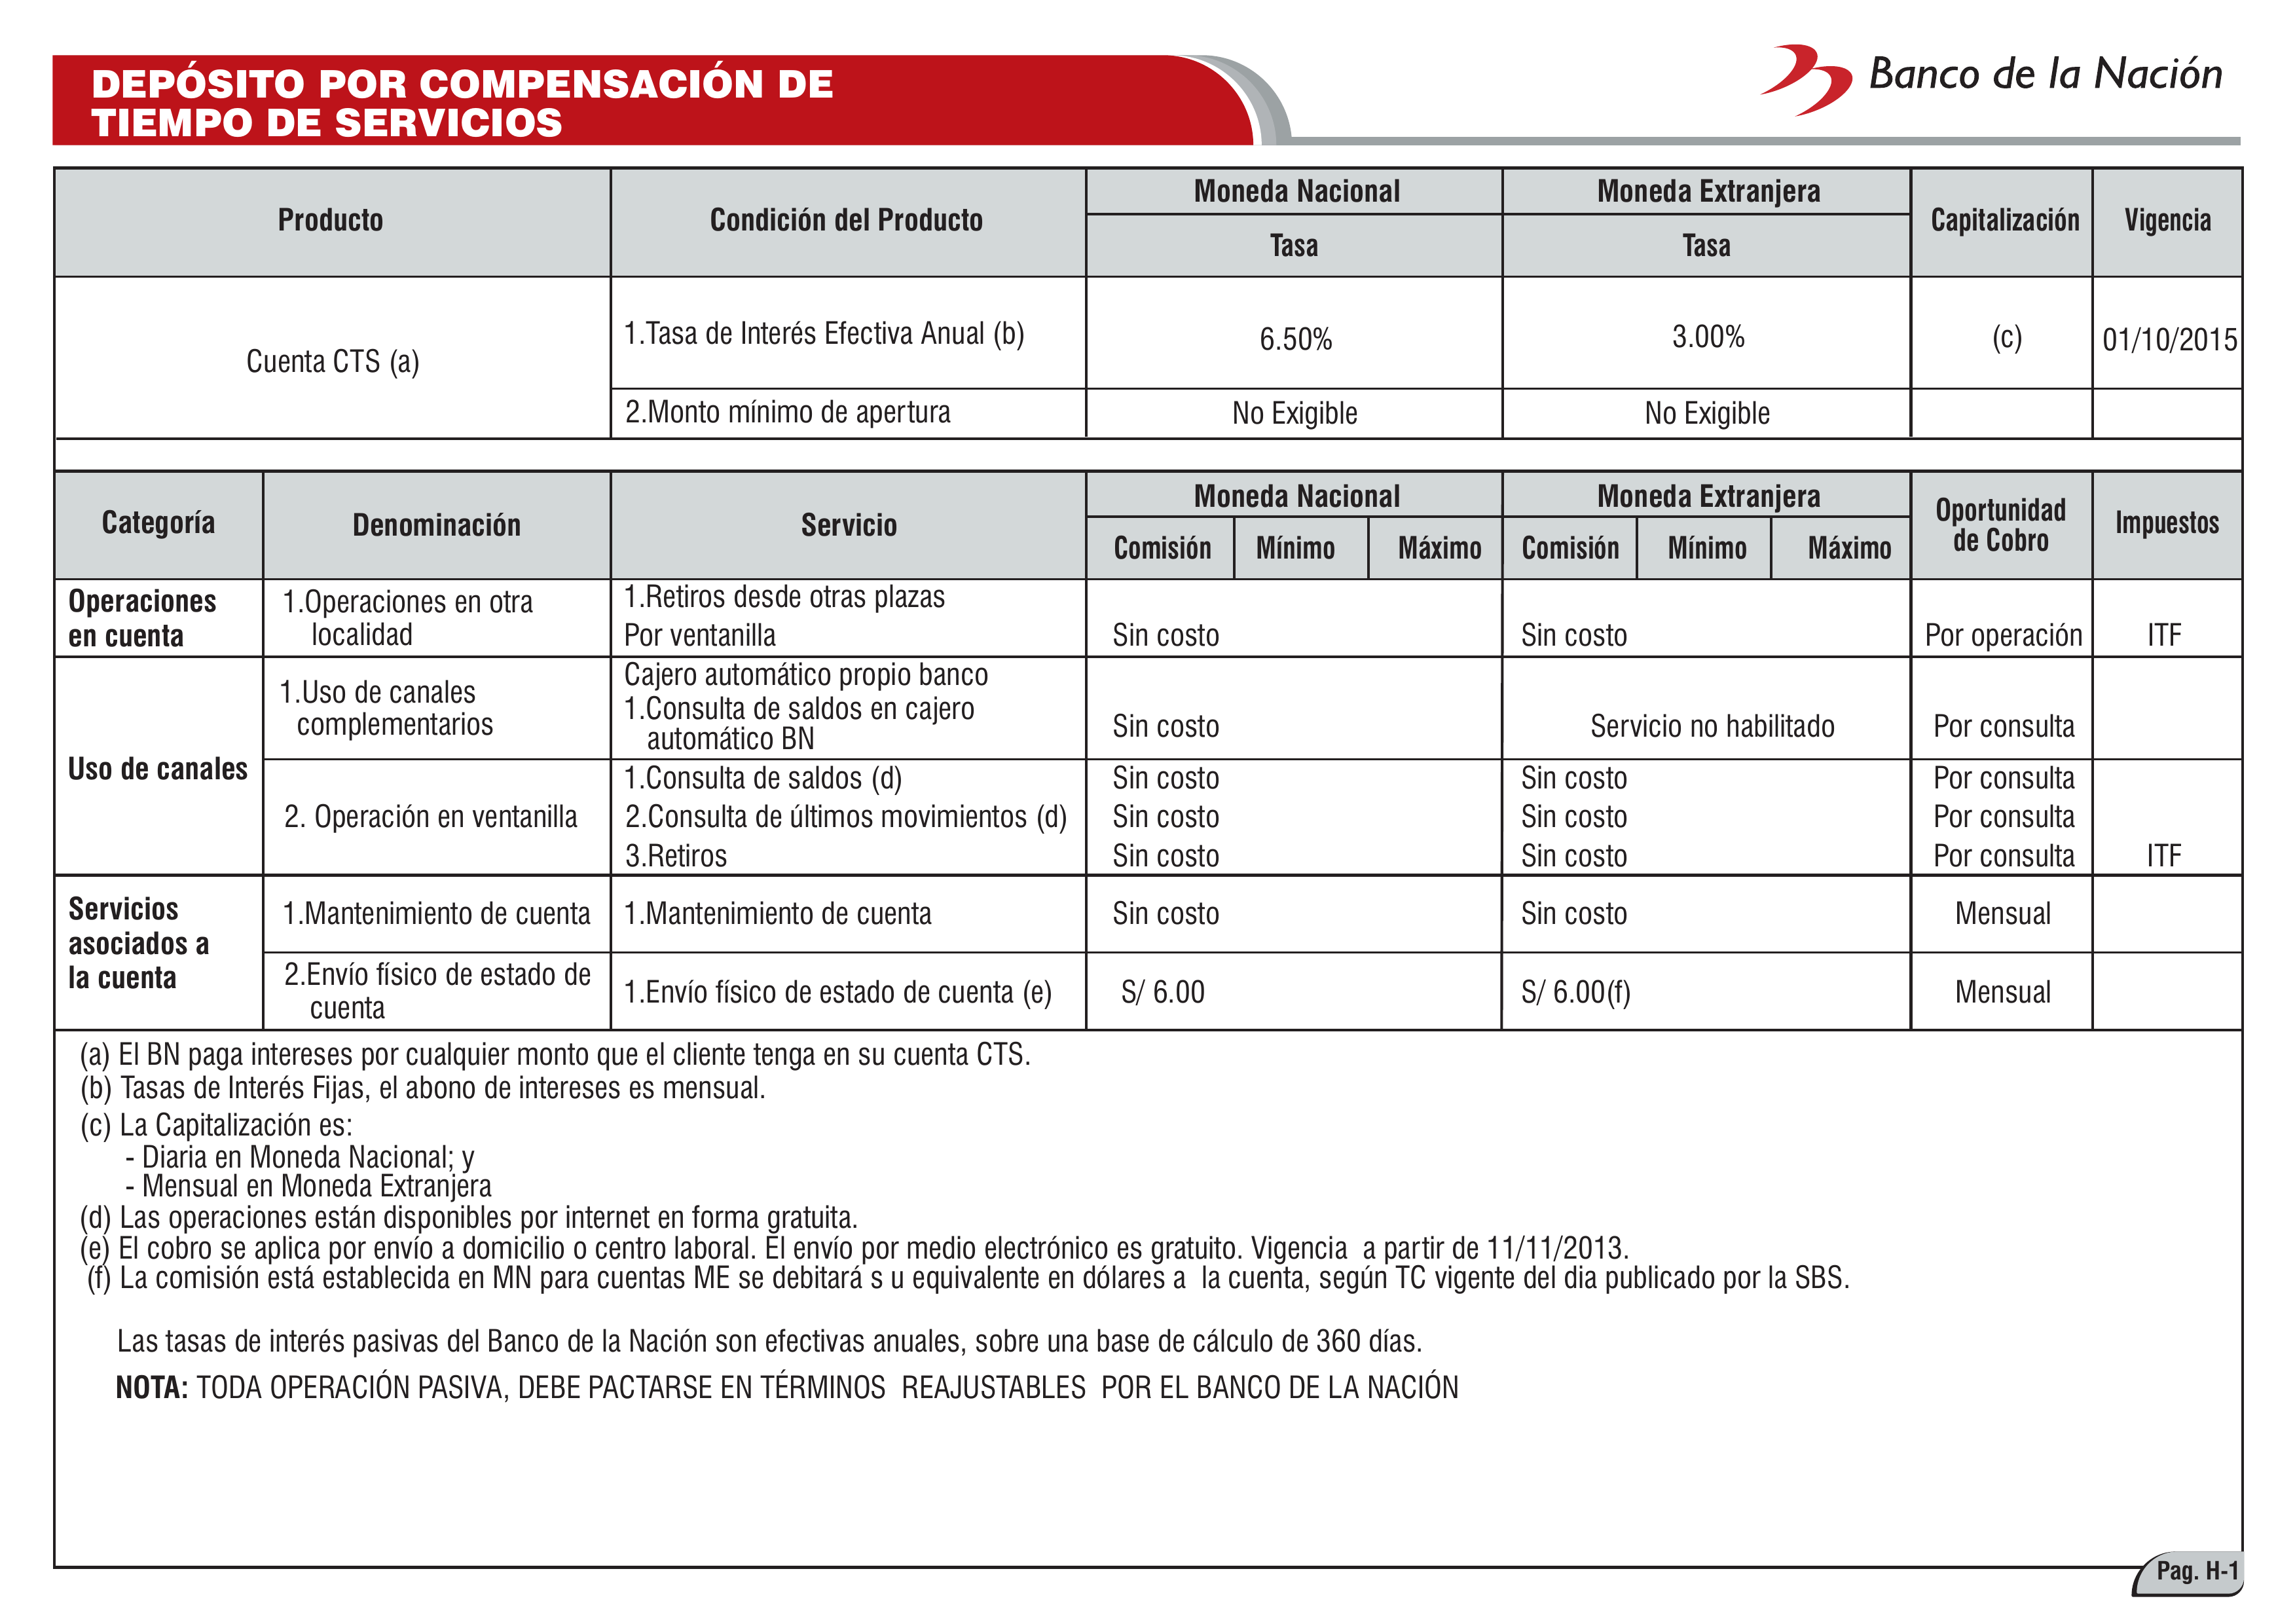 DEPÓSITO POR COMPENSACIÓN DE
TIEMPO DE SERVICIOS
Banco de la Nación
Producto
Condición del Producto
Moneda Nacional
Moneda Extranjera
Capitalización
Vigencia
Tasa
Tasa
Cuenta CTS (a)
1.Tasa de Interés Efectiva Anual (b)
6.50%
3.00%
(c)
01/10/2015
2.Monto mínimo de apertura
No Exigible
No Exigible
Categoría
Denominación
Servicio
Moneda Nacional
Moneda Extranjera
Oportunidad
de Cobro
Impuestos
Comisión
Mínimo
Máximo
Comisión
Mínimo
Máximo
Operaciones
en cuenta
1.Operaciones en otra
localidad
1.Retiros desde otras plazas
Por ventanilla
Sin costo
Sin costo
Por operación
ITF
Uso de canales
1.Uso de canales
complementarios
Cajero automático propio banco
1.Consulta de saldos en cajero
automático BN
Sin costo
Servicio no habilitado
Por consulta
2. Operación en ventanilla
1.Consulta de saldos (d)
Sin costo
Sin costo
Por consulta
2.Consulta de últimos movimientos (d)
Sin costo
Sin costo
Por consulta
3.Retiros
Sin costo
Sin costo
Por consulta
ITF
Servicios
asociados a
la cuenta
1.Mantenimiento de cuenta
1.Mantenimiento de cuenta
Sin costo
Sin costo
Mensual
2.Envío físico de estado de
cuenta
1.Envío físico de estado de cuenta (e)
S/ 6.00
S/ 6.00(f)
Mensual
(a) El BN paga intereses por cualquier monto que el cliente tenga en su cuenta CTS.
(b) Tasas de Interés Fijas, el abono de intereses es mensual.
(c) La Capitalización es:
- Diaria en Moneda Nacional; y
- Mensual en Moneda Extranjera
(d) Las operaciones están disponibles por internet en forma gratuita.
(e) El cobro se aplica por envío a domicilio o centro laboral. El envío por medio electrónico es gratuito. Vigencia  a partir de 11/11/2013.
(f) La comisión está establecida en MN para cuentas ME se debitará s u equivalente en dólares a  la cuenta, según TC vigente del dia publicado por la SBS.
Las tasas de interés pasivas del Banco de la Nación son efectivas anuales, sobre una base de cálculo de 360 días.
NOTA: TODA OPERACIÓN PASIVA, DEBE PACTARSE EN TÉRMINOS  REAJUSTABLES  POR EL BANCO DE LA NACIÓN
Pag. H-1